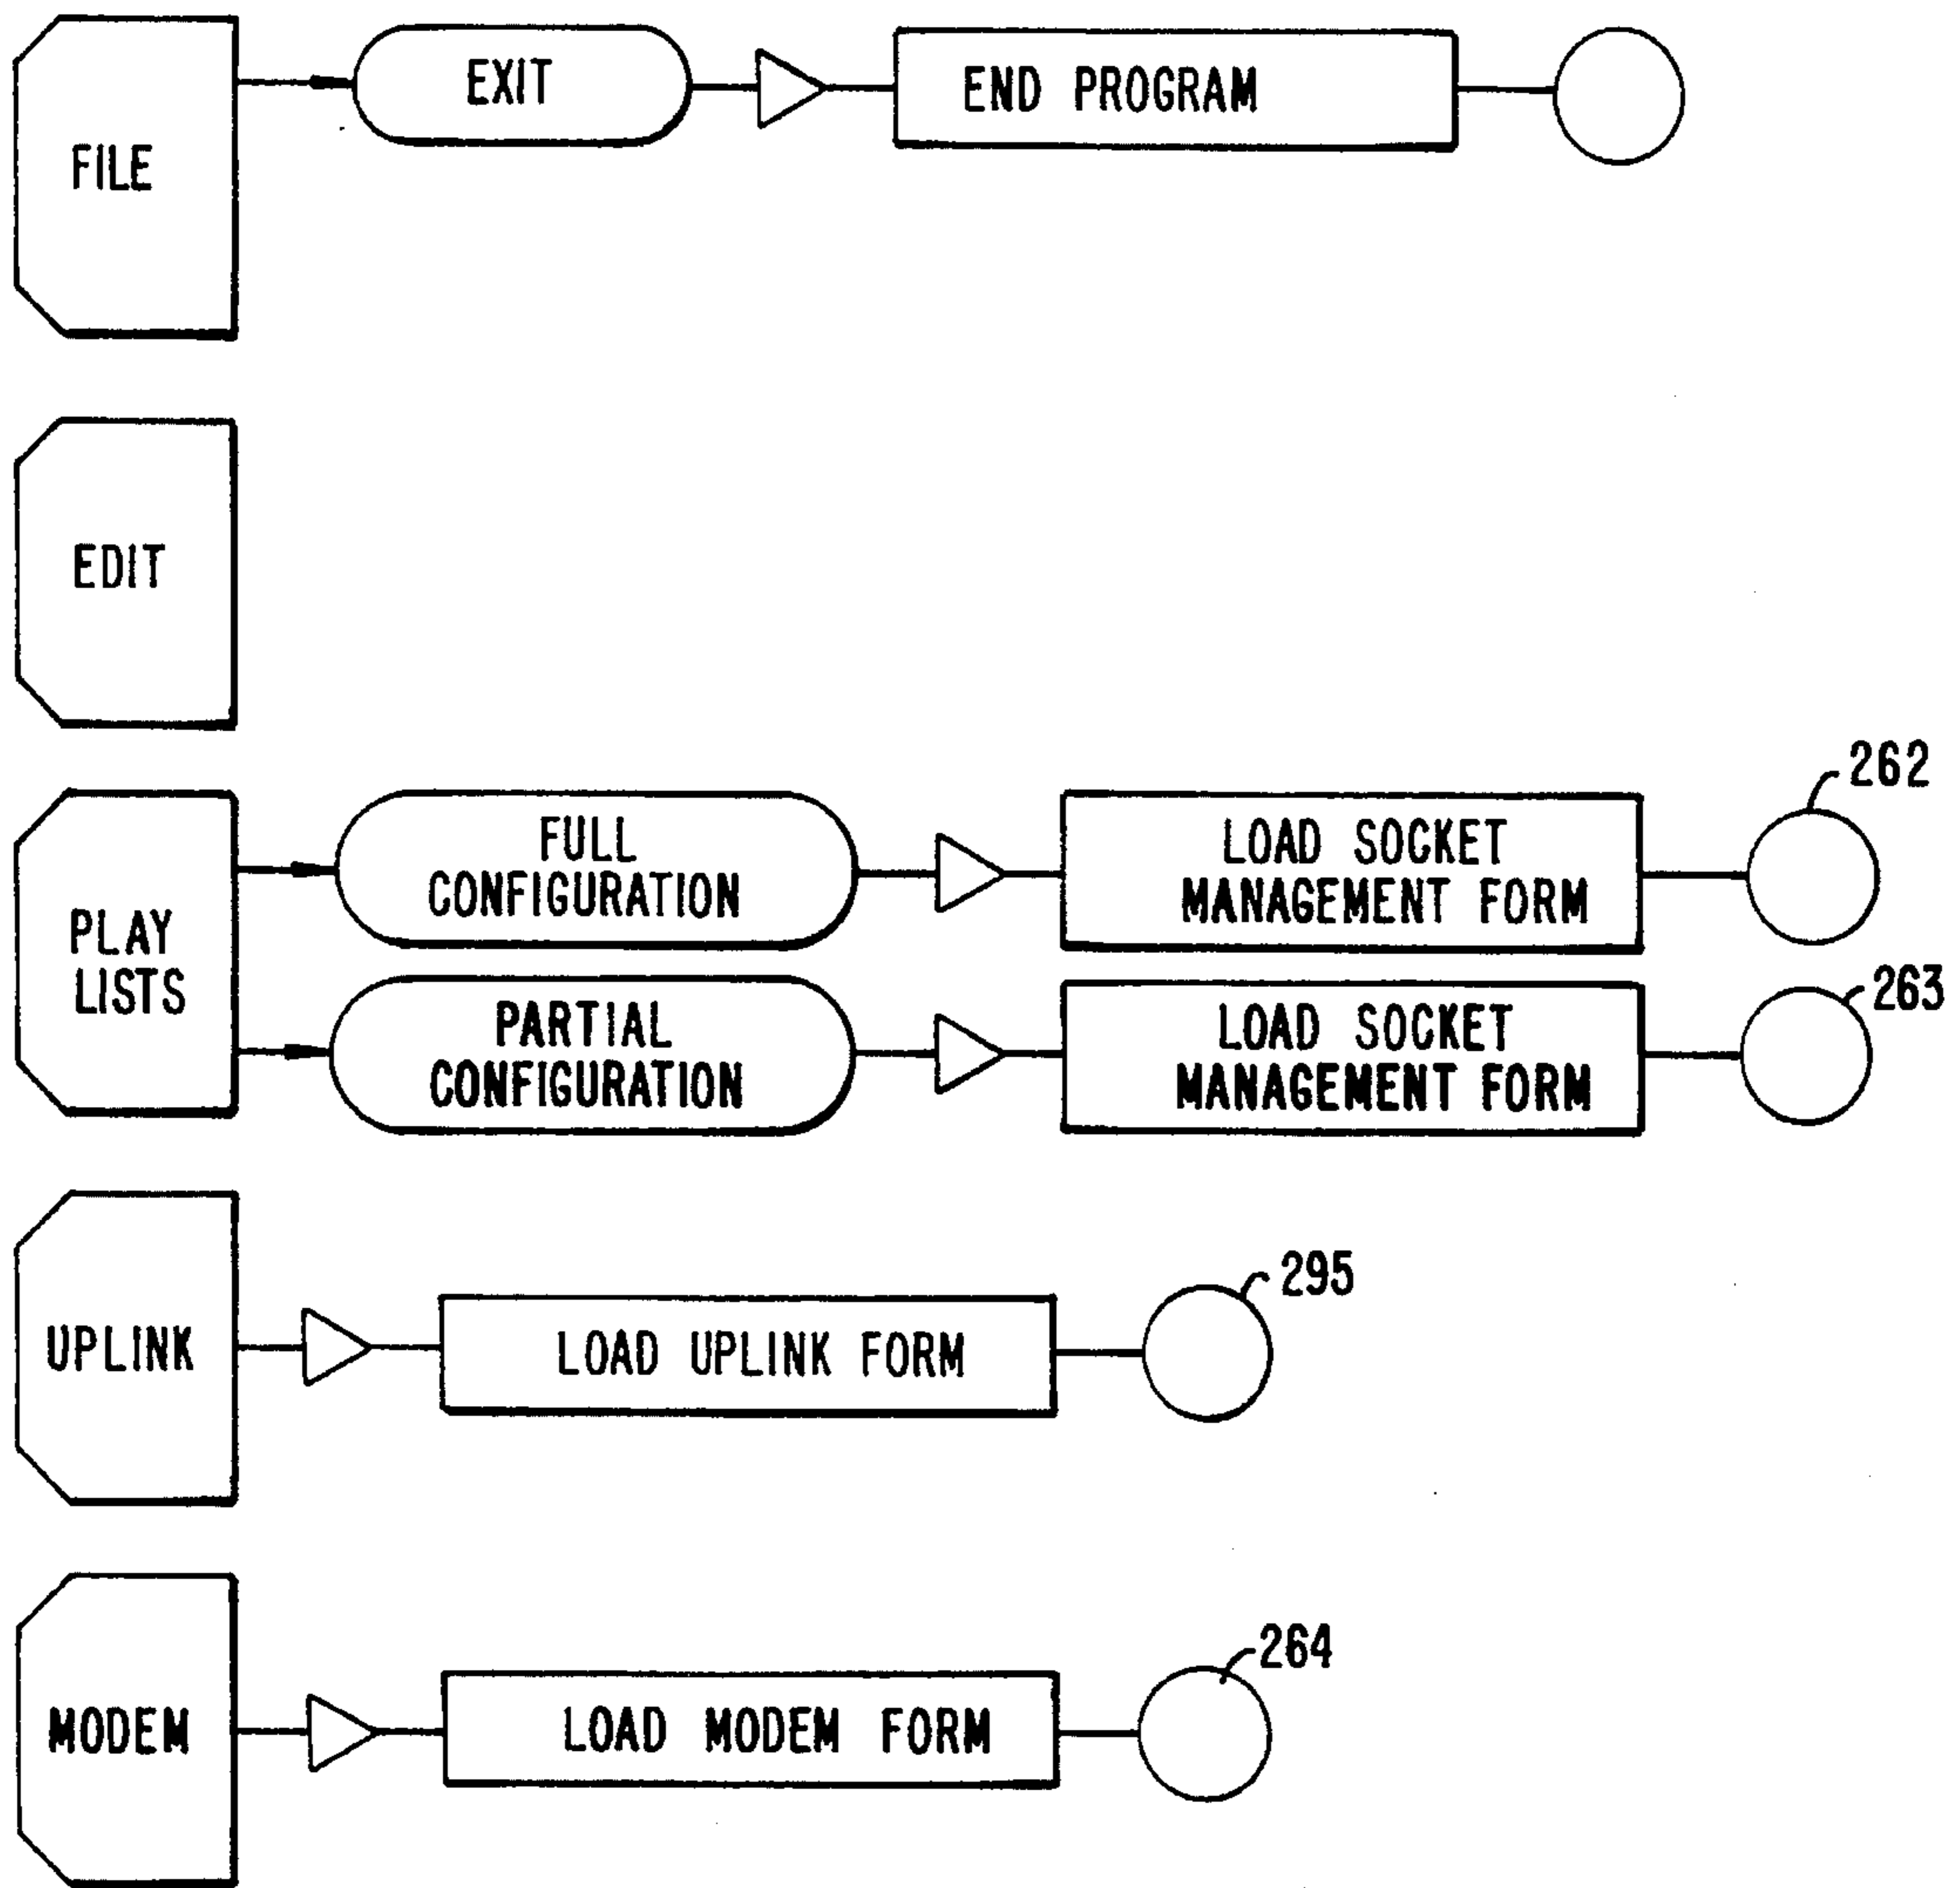 FILE
EXIT
END PROGRAM
EDIT
PLAY
LISTS
FULL
CONFIGURATION
LOAD SOCKET
MANAGEMENT FORM
262
PARTIAL
CONFIGURATION
LOAD SOCKET
MANAGEMENT FORM
263
UPLINK
LOAD UPLINK FORM
295
MODEM
LOAD MODEM FORM
264